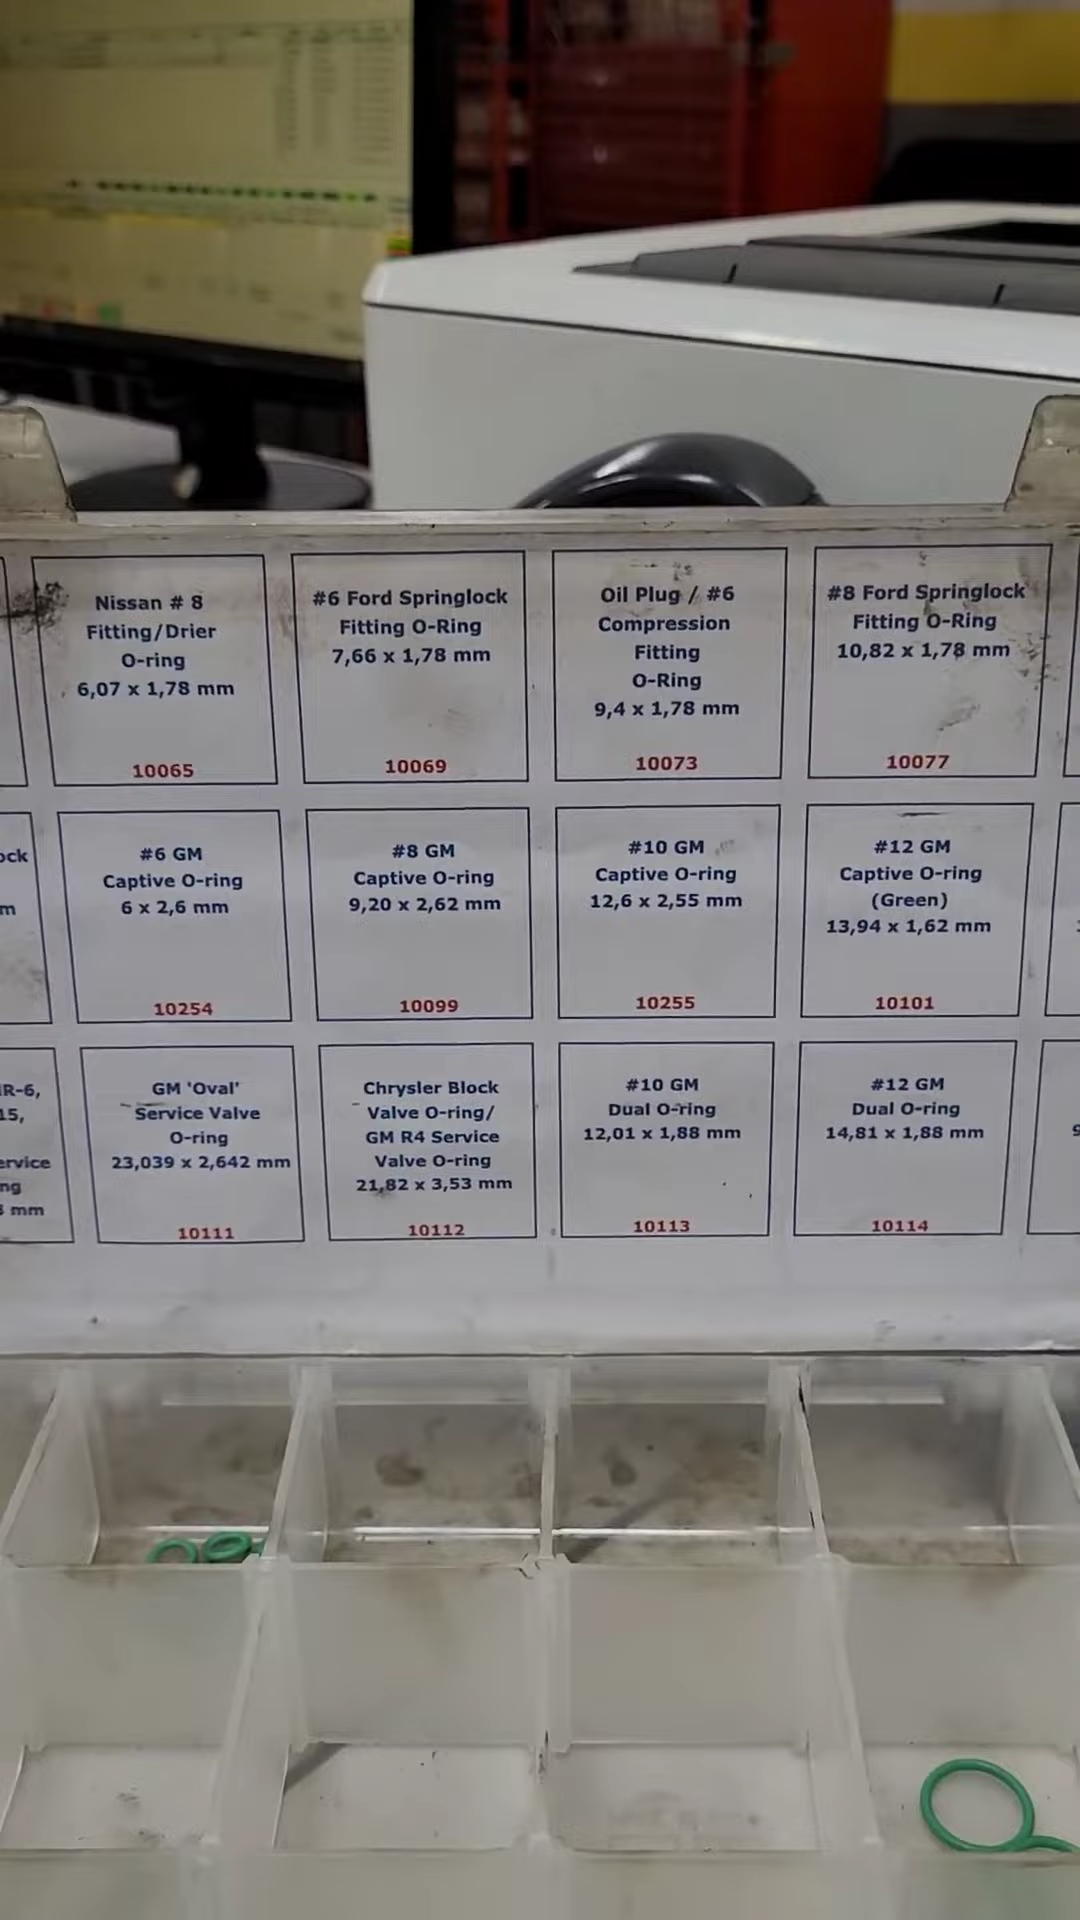 Nissan # 8
Fitting/Drier
O-ring
6,07 x 1,78 mm
10065
#6 Ford Springlock
Fitting O-Ring
7,66 x 1,78 mm
10069
Oil Plug / #6
Compression
Fitting
O-Ring
9,4 x 1,78 mm
10073
#8 Ford Springlock
Fitting O-Ring
10,82 x 1,78 mm
10077
ock
m
#6 GM
Captive O-ring
6 x 2,6 mm
10254
#8 GM
Captive O-ring
9,20 x 2,62 mm
10099
#10 GM
Captive O-ring
12,6 x 2,55 mm
10255
#12 GM
Captive O-ring
(Green)
13,94 x 1,62 mm
10101
R-6,
15,
ervice
ng
mm
GM 'Oval'
Service Valve
O-ring
23,039 x 2,642 mm
10111
Chrysler Block
Valve O-ring/
GM R4 Service
Valve O-ring
21,82 x 3,53 mm
10112
#10 GM
Dual O-ring
12,01 x 1,88 mm
10113
#12 GM
Dual O-ring
14,81 x 1,88 mm
10114